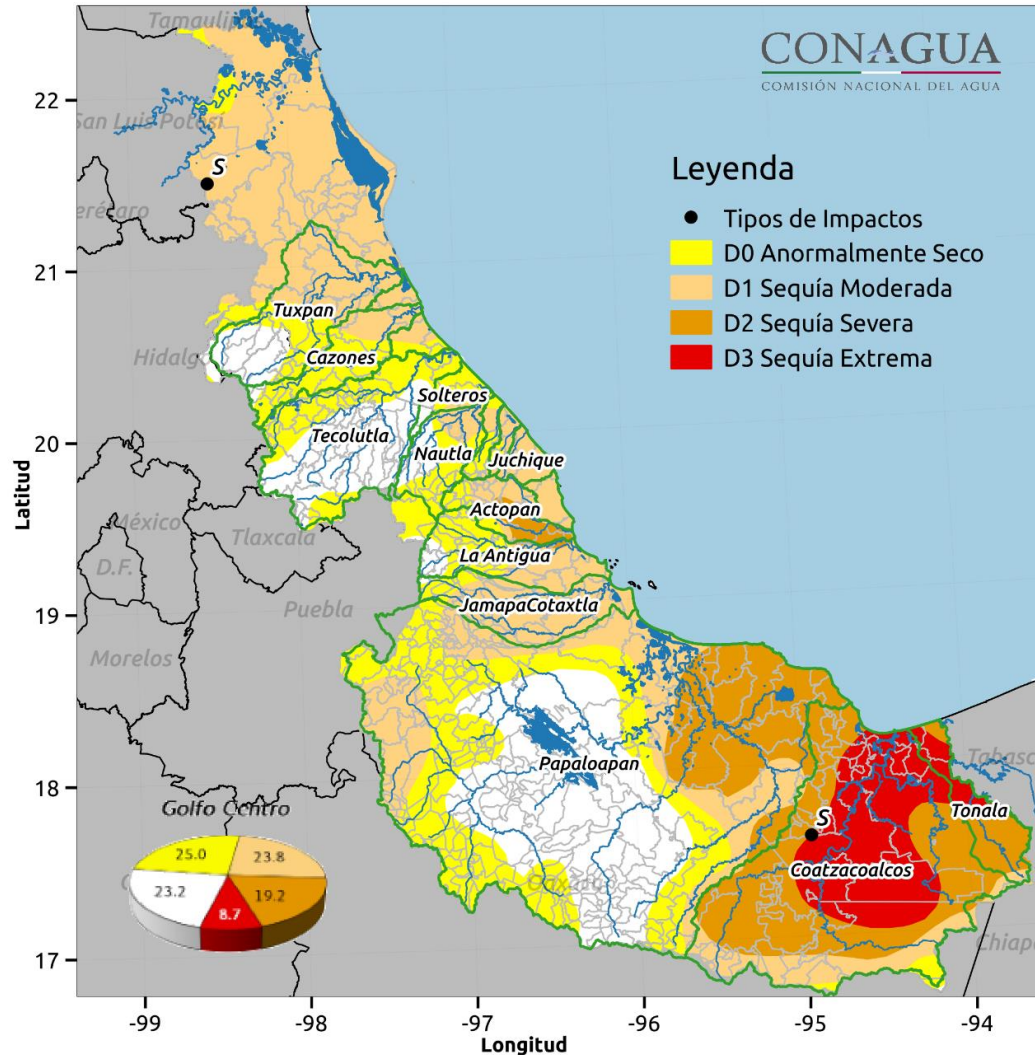 Tamaulipas
CONAGUA
COMISIÓN NACIONAL DEL AGUA
22
San Luis Potosí
S
Leyenda
Tipos de Impactos
D0 Anormalmente Seco
D1 Sequía Moderada
D2 Sequía Severa
D3 Sequía Extrema
21
Tuxpan
Hidalgo
Cazones
Solteros
20
Tecolutla
Nautla
Juchique
Latitud
México
Actopan
Tlaxcala
La Antigua
D.F.
19
Puebla
JamapaCotaxtla
Morelos
18
Papaloapan
Golfo Centro
Tonala
S
25.0
23.8
Coatzacoalcos
23.2
19.2
Oaxaca
8.7
17
-99
-98
-97
-96
-95
-94
Longitud